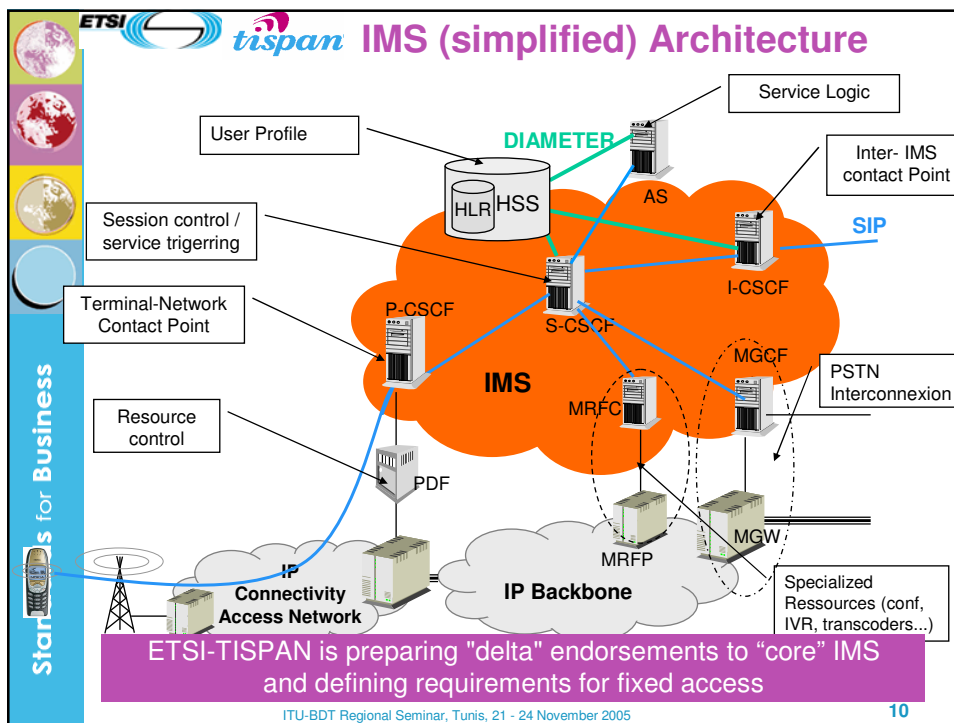 ETSI
tispan
IMS (simplified) Architecture
Service Logic
User Profile
DIAMETER
Inter- IMS
contact Point
HLR
HSS
AS
Session control /
service trigerring
SIP
I-CSCF
Terminal-Network
Contact Point
P-CSCF
S-CSCF
MGCF
IMS
PSTN
Interconnexion
MRFC
Resource
control
PDF
MRFP
MGW
IP
Connectivity
Access Network
IP Backbone
Specialized
Ressources (conf,
IVR, transcoders...)
for Business
ETSI-TISPAN is preparing "delta" endorsements to “core” IMS
and defining requirements for fixed access
ITU-BDT Regional Seminar, Tunis, 21 - 24 November 2005
10